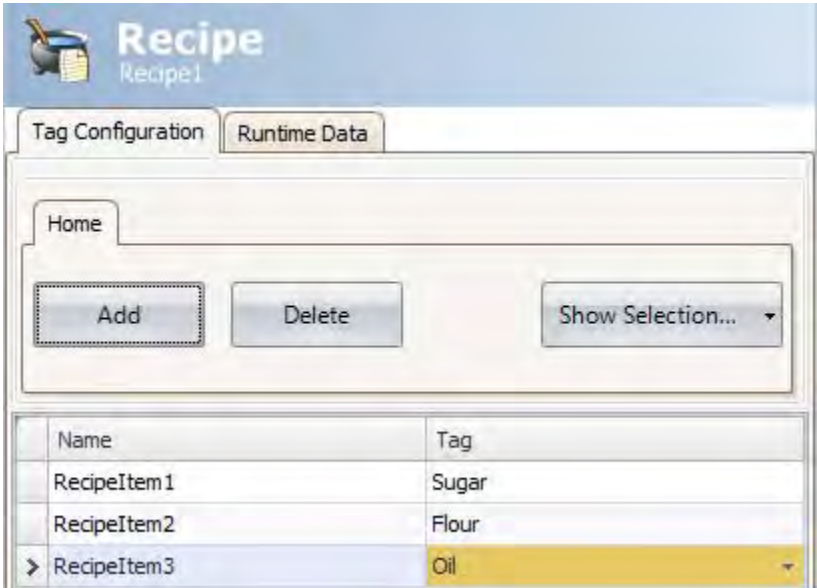 Recipe
Recipe1
Tag Configuration Runtime Data
Home
Add Delete Show Selection...
Name Tag
RecipeItem1 Sugar
RecipeItem2 Flour
RecipeItem3 Oil